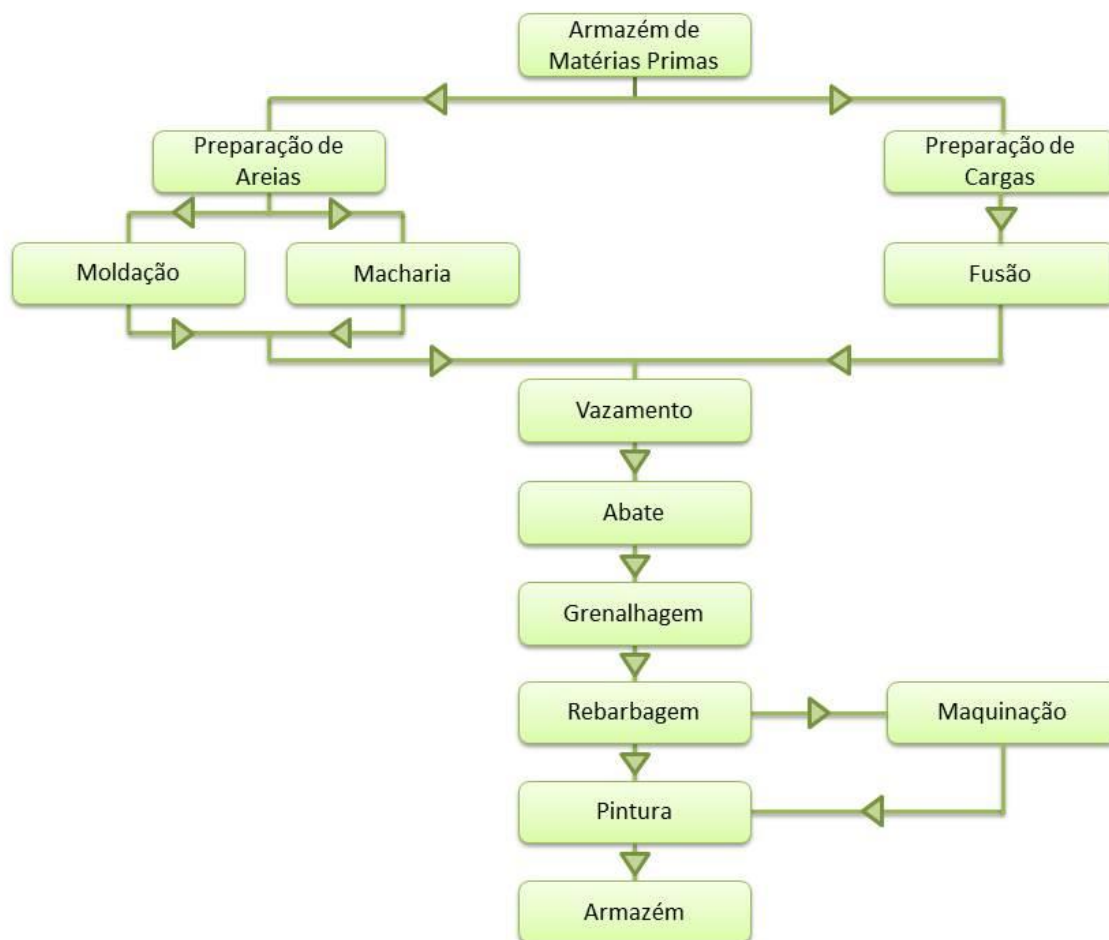 Armazém de
Matérias Primas
Preparação de
Areias
Preparação de
Cargas
Moldação
Macharia
Fusão
Vazamento
Abate
Grenalhagem
Rebarbagem
Maquinação
Pintura
Armazém